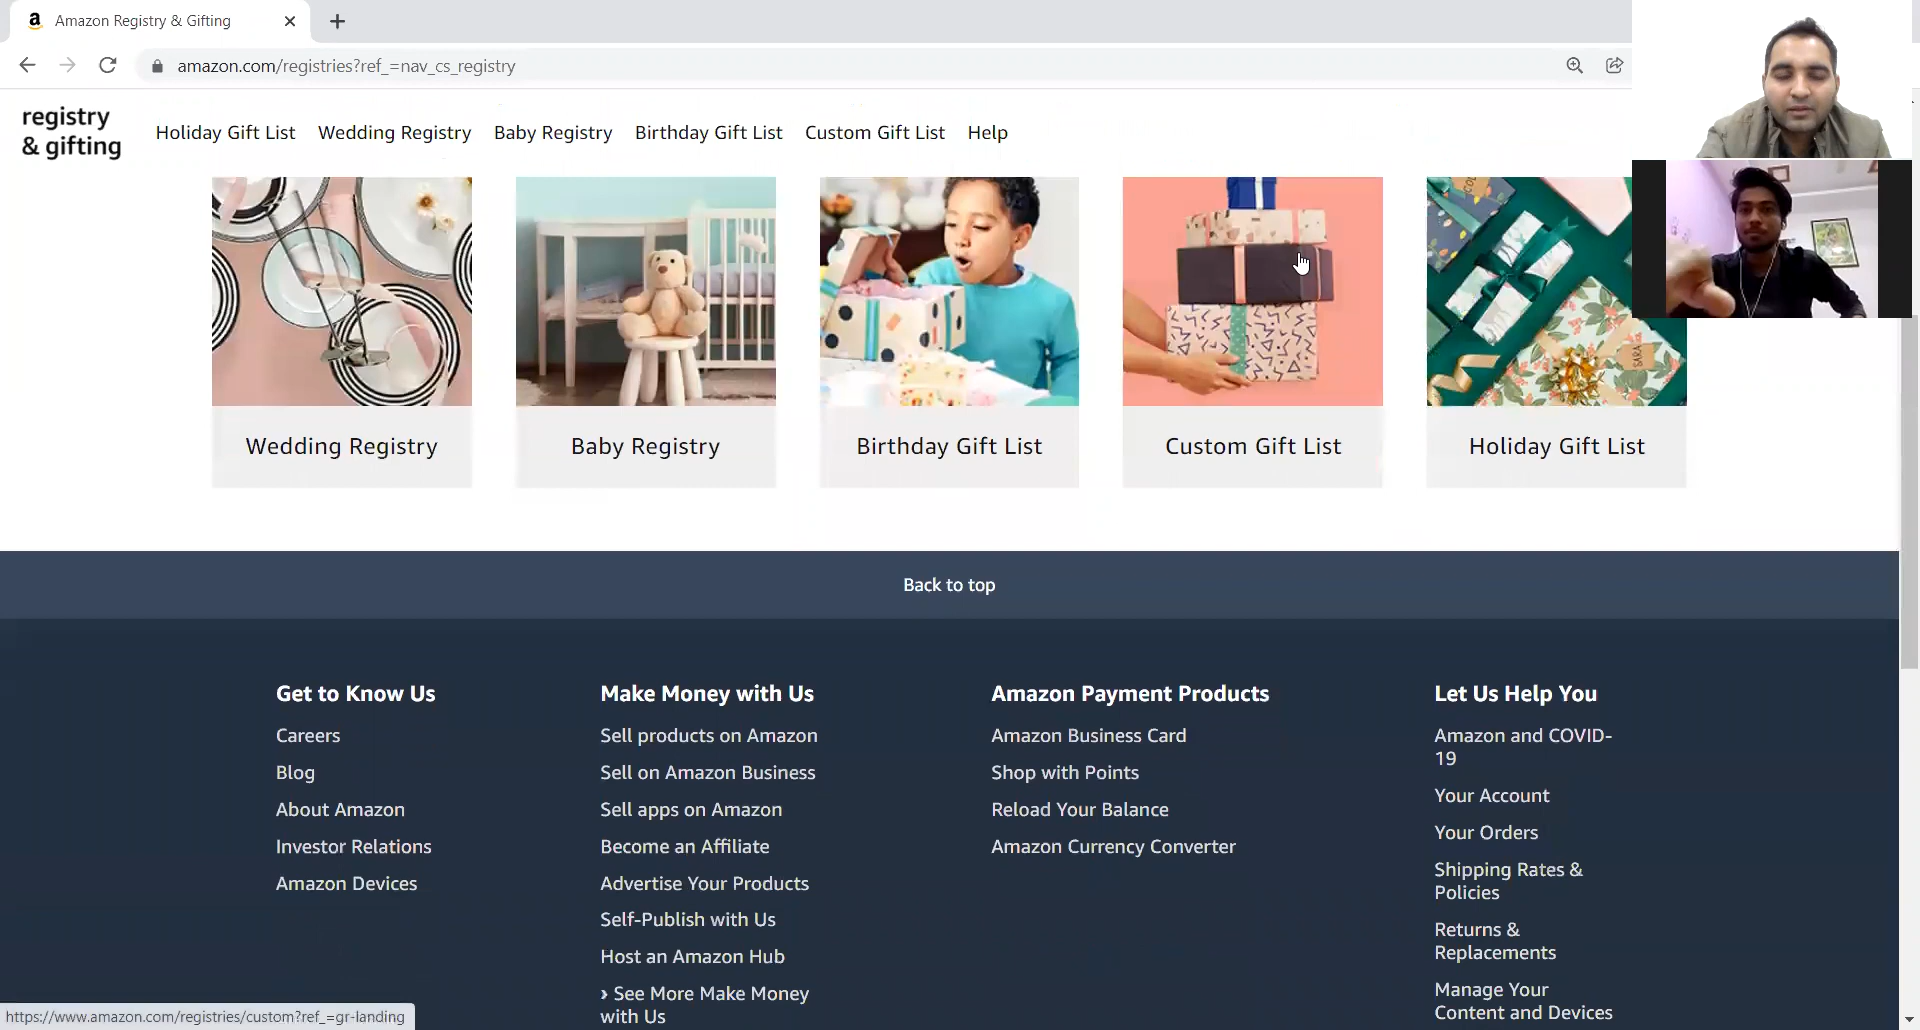 Amazon Registry & Gifting
amazon.com/registries?ref_=nav_cs_registry
registry
& gifting
Holiday Gift List
Wedding Registry
Baby Registry
Birthday Gift List
Custom Gift List
Help
SARA
Wedding Registry
Baby Registry
Birthday Gift List
Custom Gift List
Holiday Gift List
Back to top
Get to Know Us
Careers
Blog
About Amazon
Investor Relations
Amazon Devices
Make Money with Us
Sell products on Amazon
Sell on Amazon Business
Sell apps on Amazon
Become an Affiliate
Advertise Your Products
Self-Publish with Us
Host an Amazon Hub
› See More Make Money
with Us
Amazon Payment Products
Amazon Business Card
Shop with Points
Reload Your Balance
Amazon Currency Converter
Let Us Help You
Amazon and COVID-
19
Your Account
Your Orders
Shipping Rates &
Policies
Returns &
Replacements
Manage Your
Content and Devices
https://www.amazon.com/registries/custom?ref_=gr-landing